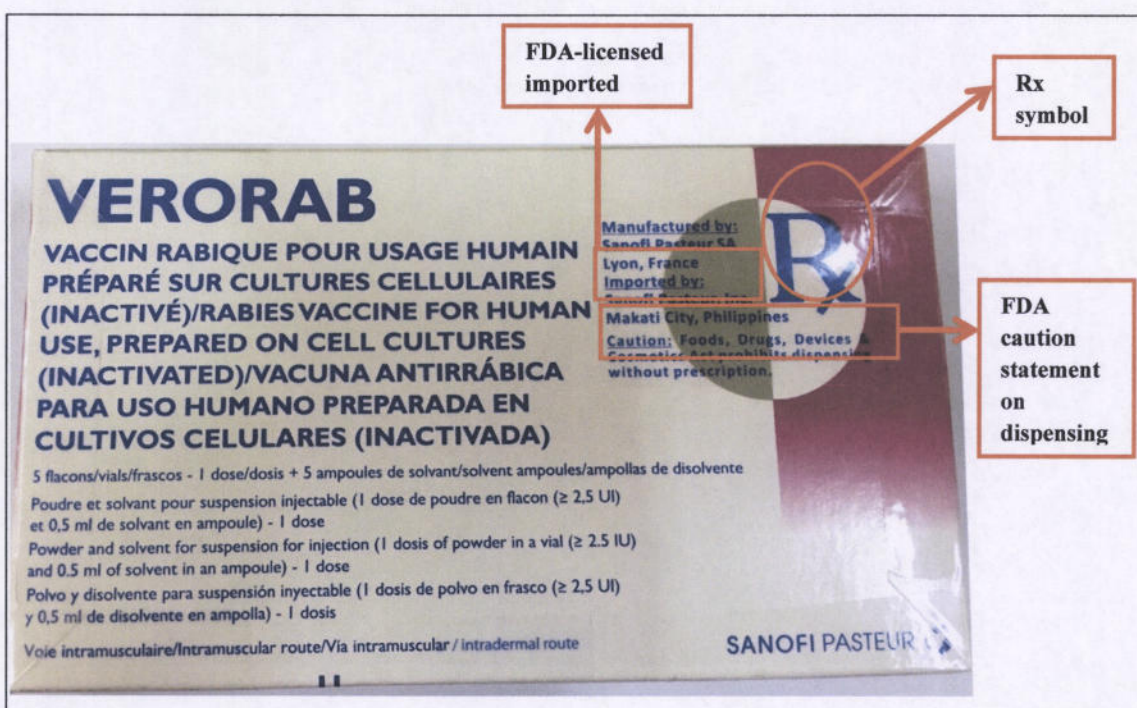 FDA-licensed
imported
Rx
symbol
VERORAB
VACCIN RABIQUE POUR USAGE HUMAIN
PRÉPARÉ SUR CULTURES CELLULAIRES
(INACTIVÉ)/RABIES VACCINE FOR HUMAN
USE, PREPARED ON CELL CULTURES
(INACTIVATED)/VACUNA ANTIRRÁBICA
PARA USO HUMANO PREPARADA EN
CULTIVOS CELULARES (INACTIVADA)
Manufactured by:
Sanofi Pasteur SA
Lyon, France
Imported by:
Sanofi Pasteur Inc.
Makati City, Philippines
Caution: Foods, Drugs, Devices &
Cosmetics Act prohibits dispensing
without prescription.
Rx
FDA
caution
statement
on
dispensing
5 flacons/vials/frascos - 1 dose/dosis + 5 ampoules de solvant/solvent ampoules/ampollas de disolvente
Poudre et solvant pour suspension injectable (1 dose de poudre en flacon (≥ 2,5 UI)
et 0,5 ml de solvant en ampoule) - 1 dose
Powder and solvent for suspension for injection (1 dosis of powder in a vial (≥ 2.5 IU)
and 0.5 ml of solvent in an ampoule) - 1 dose
Polvo y disolvente para suspensión inyectable (1 dosis de polvo en frasco (≥ 2,5 UI)
y 0,5 ml de disolvente en ampolla) - 1 dosis
Voie intramusculaire/Intramuscular route/Vía intramuscular / intradermal route
SANOFI PASTEUR